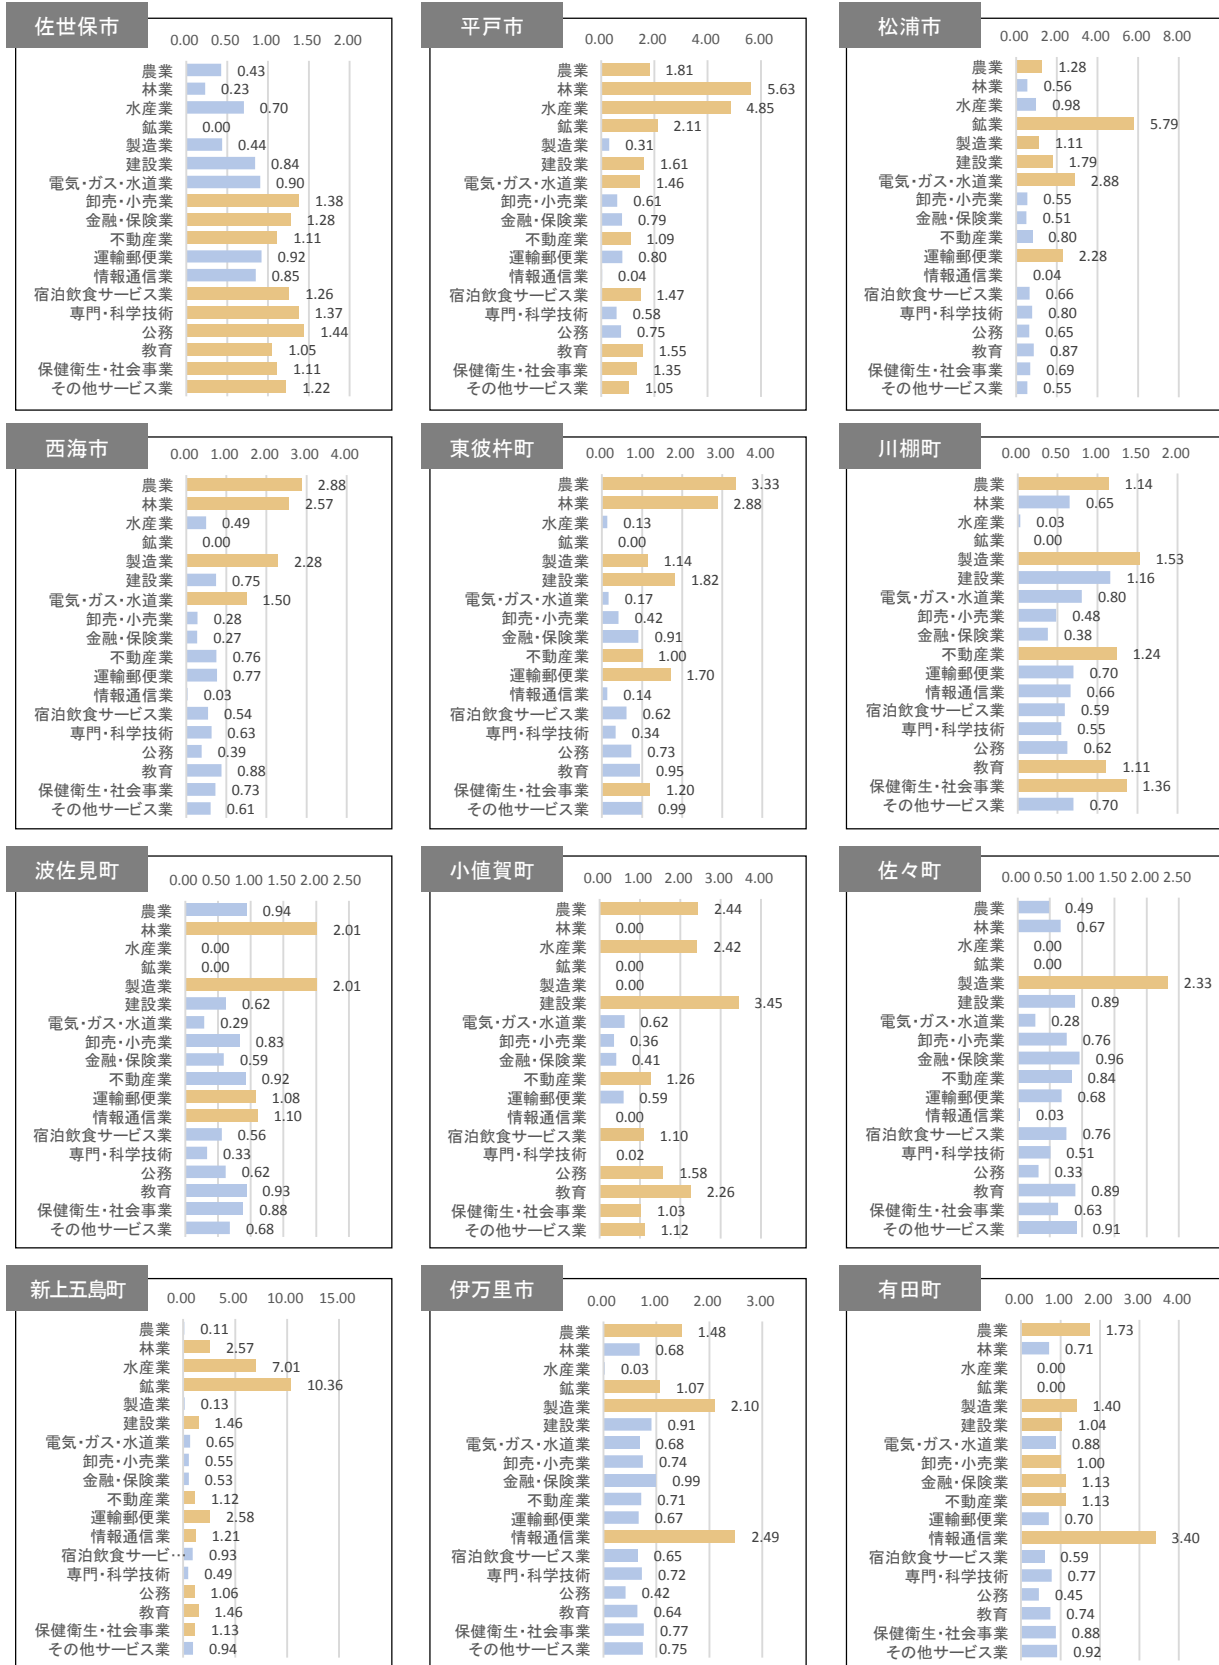 佐世保市
0.00 0.50 1.00 1.50 2.00
農業 0.43
林業 0.23
水産業 0.70
鉱業 0.00
製造業 0.44
建設業 0.84
電気・ガス・水道業 0.90
卸売・小売業 1.38
金融・保険業 1.28
不動産業 1.11
運輸郵便業 0.92
情報通信業 0.85
宿泊飲食サービス業 1.26
専門・科学技術 1.37
公務 1.44
教育 1.05
保健衛生・社会事業 1.11
その他サービス業 1.22
平戸市
0.00 2.00 4.00 6.00
農業 1.81
林業 5.63
水産業 4.85
鉱業 2.11
製造業 0.31
建設業 1.61
電気・ガス・水道業 1.46
卸売・小売業 0.61
金融・保険業 0.79
不動産業 1.09
運輸郵便業 0.80
情報通信業 0.04
宿泊飲食サービス業 1.47
専門・科学技術 0.58
公務 0.75
教育 1.55
保健衛生・社会事業 1.35
その他サービス業 1.05
松浦市
0.00 2.00 4.00 6.00 8.00
農業 1.28
林業 0.56
水産業 0.98
鉱業 5.79
製造業 1.11
建設業 1.79
電気・ガス・水道業 2.88
卸売・小売業 0.55
金融・保険業 0.51
不動産業 0.80
運輸郵便業 2.28
情報通信業 0.04
宿泊飲食サービス業 0.66
専門・科学技術 0.80
公務 0.65
教育 0.87
保健衛生・社会事業 0.69
その他サービス業 0.55
西海市
0.00 1.00 2.00 3.00 4.00
農業 2.88
林業 2.57
水産業 0.49
鉱業 0.00
製造業 2.28
建設業 0.75
電気・ガス・水道業 1.50
卸売・小売業 0.28
金融・保険業 0.27
不動産業 0.76
運輸郵便業 0.77
情報通信業 0.03
宿泊飲食サービス業 0.54
専門・科学技術 0.63
公務 0.39
教育 0.88
保健衛生・社会事業 0.73
その他サービス業 0.61
東彼杵町
0.00 1.00 2.00 3.00 4.00
農業 3.33
林業 2.88
水産業 0.13
鉱業 0.00
製造業 1.14
建設業 1.82
電気・ガス・水道業 0.17
卸売・小売業 0.42
金融・保険業 0.91
不動産業 1.00
運輸郵便業 1.70
情報通信業 0.14
宿泊飲食サービス業 0.62
専門・科学技術 0.34
公務 0.73
教育 0.95
保健衛生・社会事業 1.20
その他サービス業 0.99
川棚町
0.00 0.50 1.00 1.50 2.00
農業 1.14
林業 0.65
水産業 0.03
鉱業 0.00
製造業 1.53
建設業 1.16
電気・ガス・水道業 0.80
卸売・小売業 0.48
金融・保険業 0.38
不動産業 1.24
運輸郵便業 0.70
情報通信業 0.66
宿泊飲食サービス業 0.59
専門・科学技術 0.55
公務 0.62
教育 1.11
保健衛生・社会事業 1.36
その他サービス業 0.70
波佐見町
0.00 0.50 1.00 1.50 2.00 2.50
農業 0.94
林業 2.01
水産業 0.00
鉱業 0.00
製造業 2.01
建設業 0.62
電気・ガス・水道業 0.29
卸売・小売業 0.83
金融・保険業 0.59
不動産業 0.92
運輸郵便業 1.08
情報通信業 1.10
宿泊飲食サービス業 0.56
専門・科学技術 0.33
公務 0.62
教育 0.93
保健衛生・社会事業 0.88
その他サービス業 0.68
小値賀町
0.00 1.00 2.00 3.00 4.00
農業 2.44
林業 0.00
水産業 2.42
鉱業 0.00
製造業 0.00
建設業 3.45
電気・ガス・水道業 0.62
卸売・小売業 0.36
金融・保険業 0.41
不動産業 1.26
運輸郵便業 0.59
情報通信業 0.00
宿泊飲食サービス業 1.10
専門・科学技術 0.02
公務 1.58
教育 2.26
保健衛生・社会事業 1.03
その他サービス業 1.12
佐々町
0.00 0.50 1.00 1.50 2.00 2.50
農業 0.49
林業 0.67
水産業 0.00
鉱業 0.00
製造業 2.33
建設業 0.89
電気・ガス・水道業 0.28
卸売・小売業 0.76
金融・保険業 0.96
不動産業 0.84
運輸郵便業 0.68
情報通信業 0.03
宿泊飲食サービス業 0.76
専門・科学技術 0.51
公務 0.33
教育 0.89
保健衛生・社会事業 0.63
その他サービス業 0.91
新上五島町
0.00 5.00 10.00 15.00
農業 0.11
林業 2.57
水産業 7.01
鉱業 10.36
製造業 0.13
建設業 1.46
電気・ガス・水道業 0.65
卸売・小売業 0.55
金融・保険業 0.53
不動産業 1.12
運輸郵便業 2.58
情報通信業 1.21
宿泊飲食サービ… 0.93
専門・科学技術 0.49
公務 1.06
教育 1.46
保健衛生・社会事業 1.13
その他サービス業 0.94
伊万里市
0.00 1.00 2.00 3.00
農業 1.48
林業 0.68
水産業 0.03
鉱業 1.07
製造業 2.10
建設業 0.91
電気・ガス・水道業 0.68
卸売・小売業 0.74
金融・保険業 0.99
不動産業 0.71
運輸郵便業 0.67
情報通信業 2.49
宿泊飲食サービス業 0.65
専門・科学技術 0.72
公務 0.42
教育 0.64
保健衛生・社会事業 0.77
その他サービス業 0.75
有田町
0.00 1.00 2.00 3.00 4.00
農業 1.73
林業 0.71
水産業 0.00
鉱業 0.00
製造業 1.40
建設業 1.04
電気・ガス・水道業 0.88
卸売・小売業 1.00
金融・保険業 1.13
不動産業 1.13
運輸郵便業 0.70
情報通信業 3.40
宿泊飲食サービス業 0.59
専門・科学技術 0.77
公務 0.45
教育 0.74
保健衛生・社会事業 0.88
その他サービス業 0.92